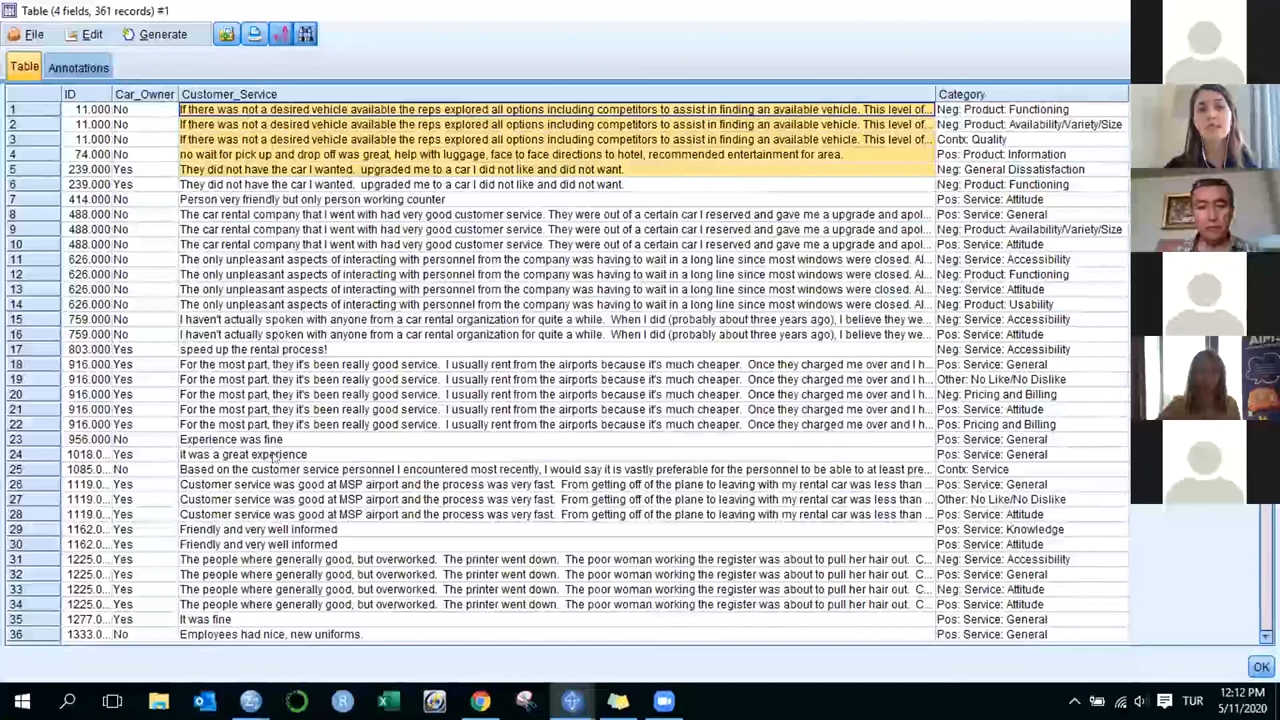 Table (4 fields, 361 records) #1
File Edit Generate
Table Annotations
ID Car_Owner Customer_Service Category
1 11.000 No If there was not a desired vehicle available the reps explored all options including competitors to assist in finding an available vehicle. This level of... Neg: Product: Functioning
2 11.000 No If there was not a desired vehicle available the reps explored all options including competitors to assist in finding an available vehicle. This level of... Neg: Product: Availability/Variety/Size
3 11.000 No If there was not a desired vehicle available the reps explored all options including competitors to assist in finding an available vehicle. This level of... Contx: Quality
4 74.000 No no wait for pick up and drop off was great, help with luggage, face to face directions to hotel, recommended entertainment for area. Pos: Product: Information
5 239.000 Yes They did not have the car I wanted. upgraded me to a car I did not like and did not want. Neg: General Dissatisfaction
6 239.000 Yes They did not have the car I wanted. upgraded me to a car I did not like and did not want. Neg: Product: Functioning
7 414.000 No Person very friendly but only person working counter Pos: Service: Attitude
8 488.000 No The car rental company that I went with had very good customer service. They were out of a certain car I reserved and gave me a upgrade and apol... Pos: Service: General
9 488.000 No The car rental company that I went with had very good customer service. They were out of a certain car I reserved and gave me a upgrade and apol... Neg: Product: Availability/Variety/Size
10 488.000 No The car rental company that I went with had very good customer service. They were out of a certain car I reserved and gave me a upgrade and apol... Pos: Service: Attitude
11 626.000 No The only unpleasant aspects of interacting with personnel from the company was having to wait in a long line since most windows were closed. Al... Neg: Service: Accessibility
12 626.000 No The only unpleasant aspects of interacting with personnel from the company was having to wait in a long line since most windows were closed. Al... Neg: Product: Functioning
13 626.000 No The only unpleasant aspects of interacting with personnel from the company was having to wait in a long line since most windows were closed. Al... Neg: Service: Attitude
14 626.000 No The only unpleasant aspects of interacting with personnel from the company was having to wait in a long line since most windows were closed. Al... Neg: Product: Usability
15 759.000 No I haven't actually spoken with anyone from a car rental organization for quite a while. When I did (probably about three years ago), I believe they we... Neg: Service: Accessibility
16 759.000 No I haven't actually spoken with anyone from a car rental organization for quite a while. When I did (probably about three years ago), I believe they we... Pos: Service: Attitude
17 803.000 Yes speed up the rental process! Neg: Service: Accessibility
18 916.000 Yes For the most part, they it's been really good service. I usually rent from the airports because it's much cheaper. Once they charged me over and I h... Pos: Service: General
19 916.000 Yes For the most part, they it's been really good service. I usually rent from the airports because it's much cheaper. Once they charged me over and I h... Other: No Like/No Dislike
20 916.000 Yes For the most part, they it's been really good service. I usually rent from the airports because it's much cheaper. Once they charged me over and I h... Neg: Pricing and Billing
21 916.000 Yes For the most part, they it's been really good service. I usually rent from the airports because it's much cheaper. Once they charged me over and I h... Pos: Service: Attitude
22 916.000 Yes For the most part, they it's been really good service. I usually rent from the airports because it's much cheaper. Once they charged me over and I h... Pos: Pricing and Billing
23 956.000 No Experience was fine Pos: Service: General
24 1018.0... Yes it was a great experience Pos: Service: General
25 1085.0... No Based on the customer service personnel I encountered most recently, I would say it is vastly preferable for the personnel to be able to at least pre... Contx: Service
26 1119.0... Yes Customer service was good at MSP airport and the process was very fast. From getting off of the plane to leaving with my rental car was less than ... Pos: Service: General
27 1119.0... Yes Customer service was good at MSP airport and the process was very fast. From getting off of the plane to leaving with my rental car was less than ... Other: No Like/No Dislike
28 1119.0... Yes Customer service was good at MSP airport and the process was very fast. From getting off of the plane to leaving with my rental car was less than ... Pos: Service: Attitude
29 1162.0... Yes Friendly and very well informed Pos: Service: Knowledge
30 1162.0... Yes Friendly and very well informed Pos: Service: Attitude
31 1225.0... Yes The people where generally good, but overworked. The printer went down. The poor woman working the register was about to pull her hair out. C... Neg: Service: Accessibility
32 1225.0... Yes The people where generally good, but overworked. The printer went down. The poor woman working the register was about to pull her hair out. C... Pos: Service: General
33 1225.0... Yes The people where generally good, but overworked. The printer went down. The poor woman working the register was about to pull her hair out. C... Neg: Service: Attitude
34 1225.0... Yes The people where generally good, but overworked. The printer went down. The poor woman working the register was about to pull her hair out. C... Pos: Service: Attitude
35 1277.0... Yes It was fine Pos: Service: General
36 1333.0... No Employees had nice, new uniforms. Pos: Service: General
OK
TUR
12:12 PM
5/11/2020